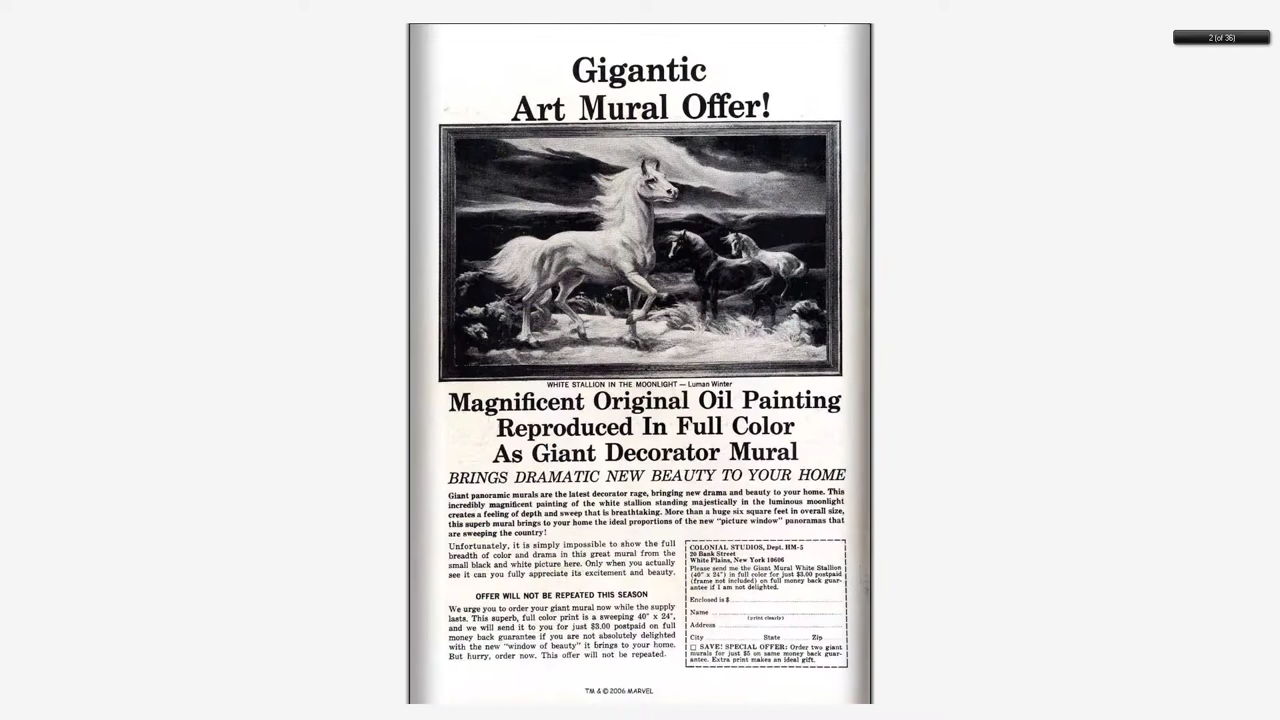 2 (of 36)
Gigantic
Art Mural Offer!
WHITE STALLION IN THE MOONLIGHT — Luman Winter
Magnificent Original Oil Painting
Reproduced In Full Color
As Giant Decorator Mural
BRINGS DRAMATIC NEW BEAUTY TO YOUR HOME
Giant panoramic murals are the latest decorator rage, bringing new drama and beauty to your home. This
incredibly magnificent painting of the white stallion standing majestically in the luminous moonlight
creates a feeling of depth and sweep that is breathtaking. More than a huge six square feet in overall size,
this superb mural brings to your home the ideal proportions of the new "picture window" panoramas that
are sweeping the country!
Unfortunately, it is simply impossible to show the full
breadth of color and drama in this great mural from the
small black and white picture here. Only when you actually
see it can you fully appreciate its excitement and beauty.
OFFER WILL NOT BE REPEATED THIS SEASON
We urge you to order your giant mural now while the supply
lasts. This superb, full color print is a sweeping 40" x 24",
and we will send it to you for just $3.00 postpaid on full
money back guarantee if you are not absolutely delighted
with the new "window of beauty" it brings to your home.
But hurry, order now. This offer will not be repeated.
COLONIAL STUDIOS, Dept. HM-5
20 Bank Street
White Plains, New York 10606
Please send me the Giant Mural White Stallion
(40" x 24") in full color for just $3.00 postpaid
(frame not included) on full money back guar-
antee if I am not delighted.
Enclosed is $
Name
(print clearly)
Address
City State Zip
SAVE! SPECIAL OFFER: Order two giant
murals for just $5 on same money back guar-
antee. Extra print makes an ideal gift.
TM & © 2006 MARVEL